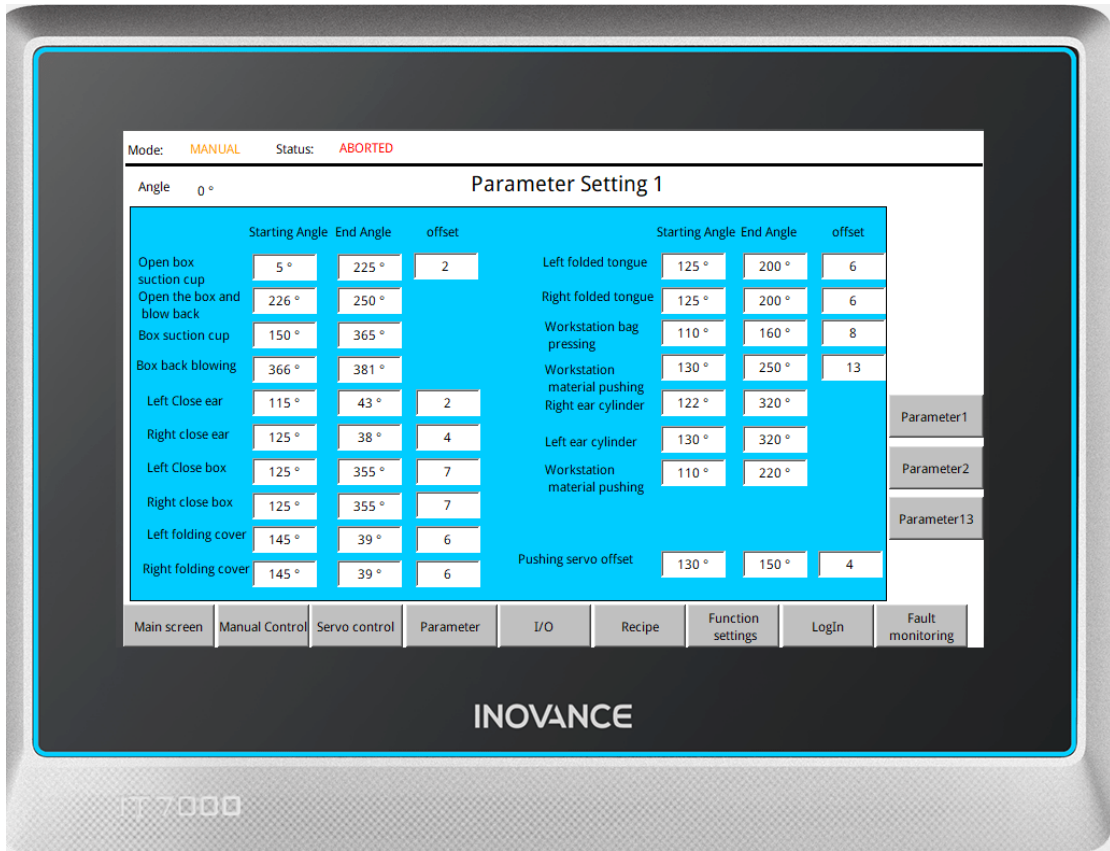 Mode: MANUAL Status: ABORTED
Angle 0 ° Parameter Setting 1
Starting Angle End Angle offset Starting Angle End Angle offset
Open box
suction cup 5 ° 225 ° 2
Left folded tongue 125 ° 200 ° 6
Open the box and
blow back 226 ° 250 °
Right folded tongue 125 ° 200 ° 6
Box suction cup 150 ° 365 °
Workstation bag
pressing 110 ° 160 ° 8
Box back blowing 366 ° 381 °
Workstation
material pushing 130 ° 250 ° 13
Left Close ear 115 ° 43 ° 2
Right ear cylinder 122 ° 320 °
Right close ear 125 ° 38 ° 4
Left ear cylinder 130 ° 320 °
Left Close box 125 ° 355 ° 7
Workstation
material pushing 110 ° 220 °
Right close box 125 ° 355 ° 7
Left folding cover 145 ° 39 ° 6
Right folding cover 145 ° 39 ° 6
Pushing servo offset 130 ° 150 ° 4
Parameter1
Parameter2
Parameter13
Main screen Manual Control Servo control Parameter I/O Recipe Function
settings LogIn Fault
monitoring
INOVANCE
IT 7000